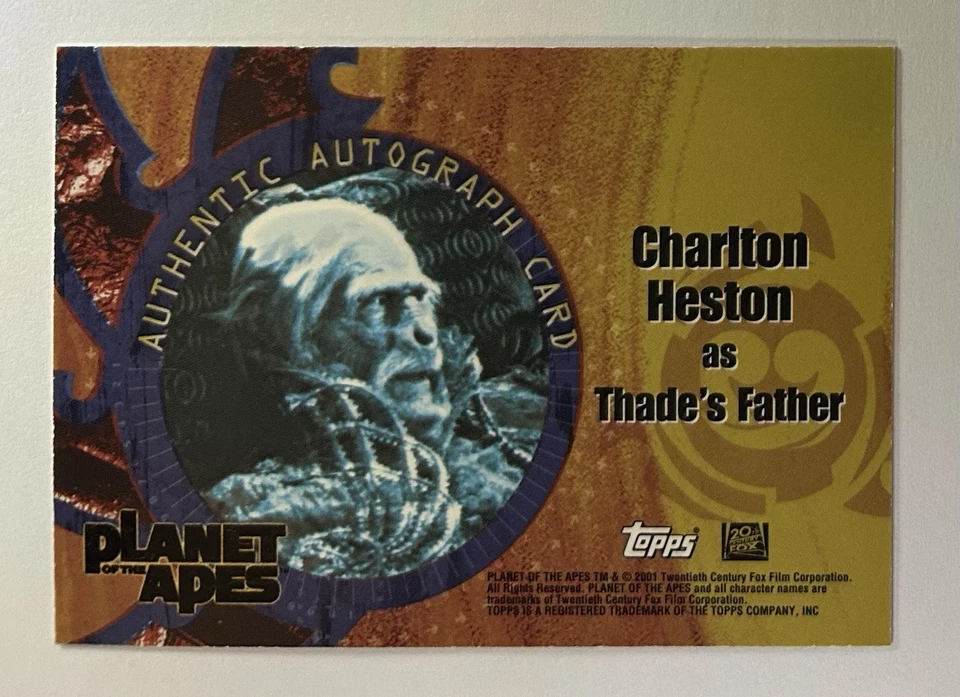 AUTHENTIC AUTOGRAPH CARD
Charlton
Heston
as
Thade's Father
PLANET
OF THE
APES
Topps
20th
CENTURY
FOX
PLANET OF THE APES TM & © 2001 Twentieth Century Fox Film Corporation.
All Rights Reserved. PLANET OF THE APES and all character names are
trademarks of Twentieth Century Fox Film Corporation.
TOPPS IS A REGISTERED TRADEMARK OF THE TOPPS COMPANY, INC